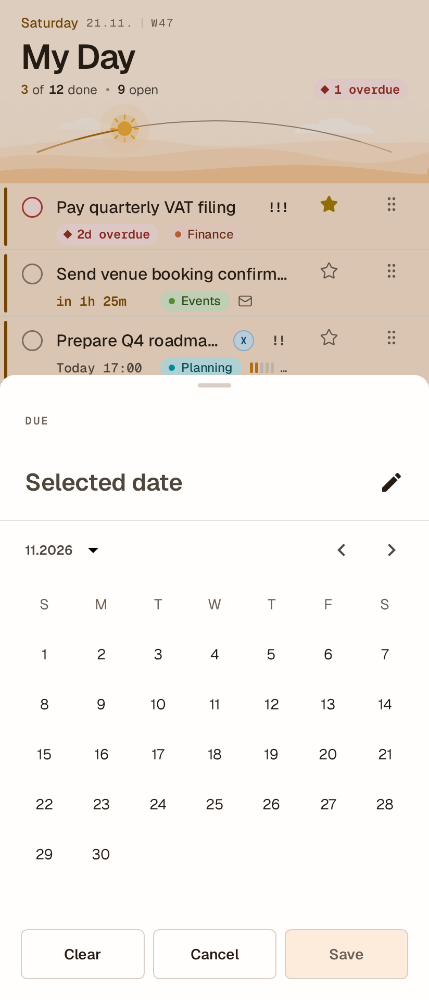 Saturday 21.11. | W47
My Day
3 of 12 done • 9 open
1 overdue
Pay quarterly VAT filing !!!
2d overdue Finance
Send venue booking confirm…
in 1h 25m Events
Prepare Q4 roadma… X !!
Today 17:00 Planning …
DUE
Selected date
11.2026
S M T W T F S
1 2 3 4 5 6 7
8 9 10 11 12 13 14
15 16 17 18 19 20 21
22 23 24 25 26 27 28
29 30
Clear Cancel Save